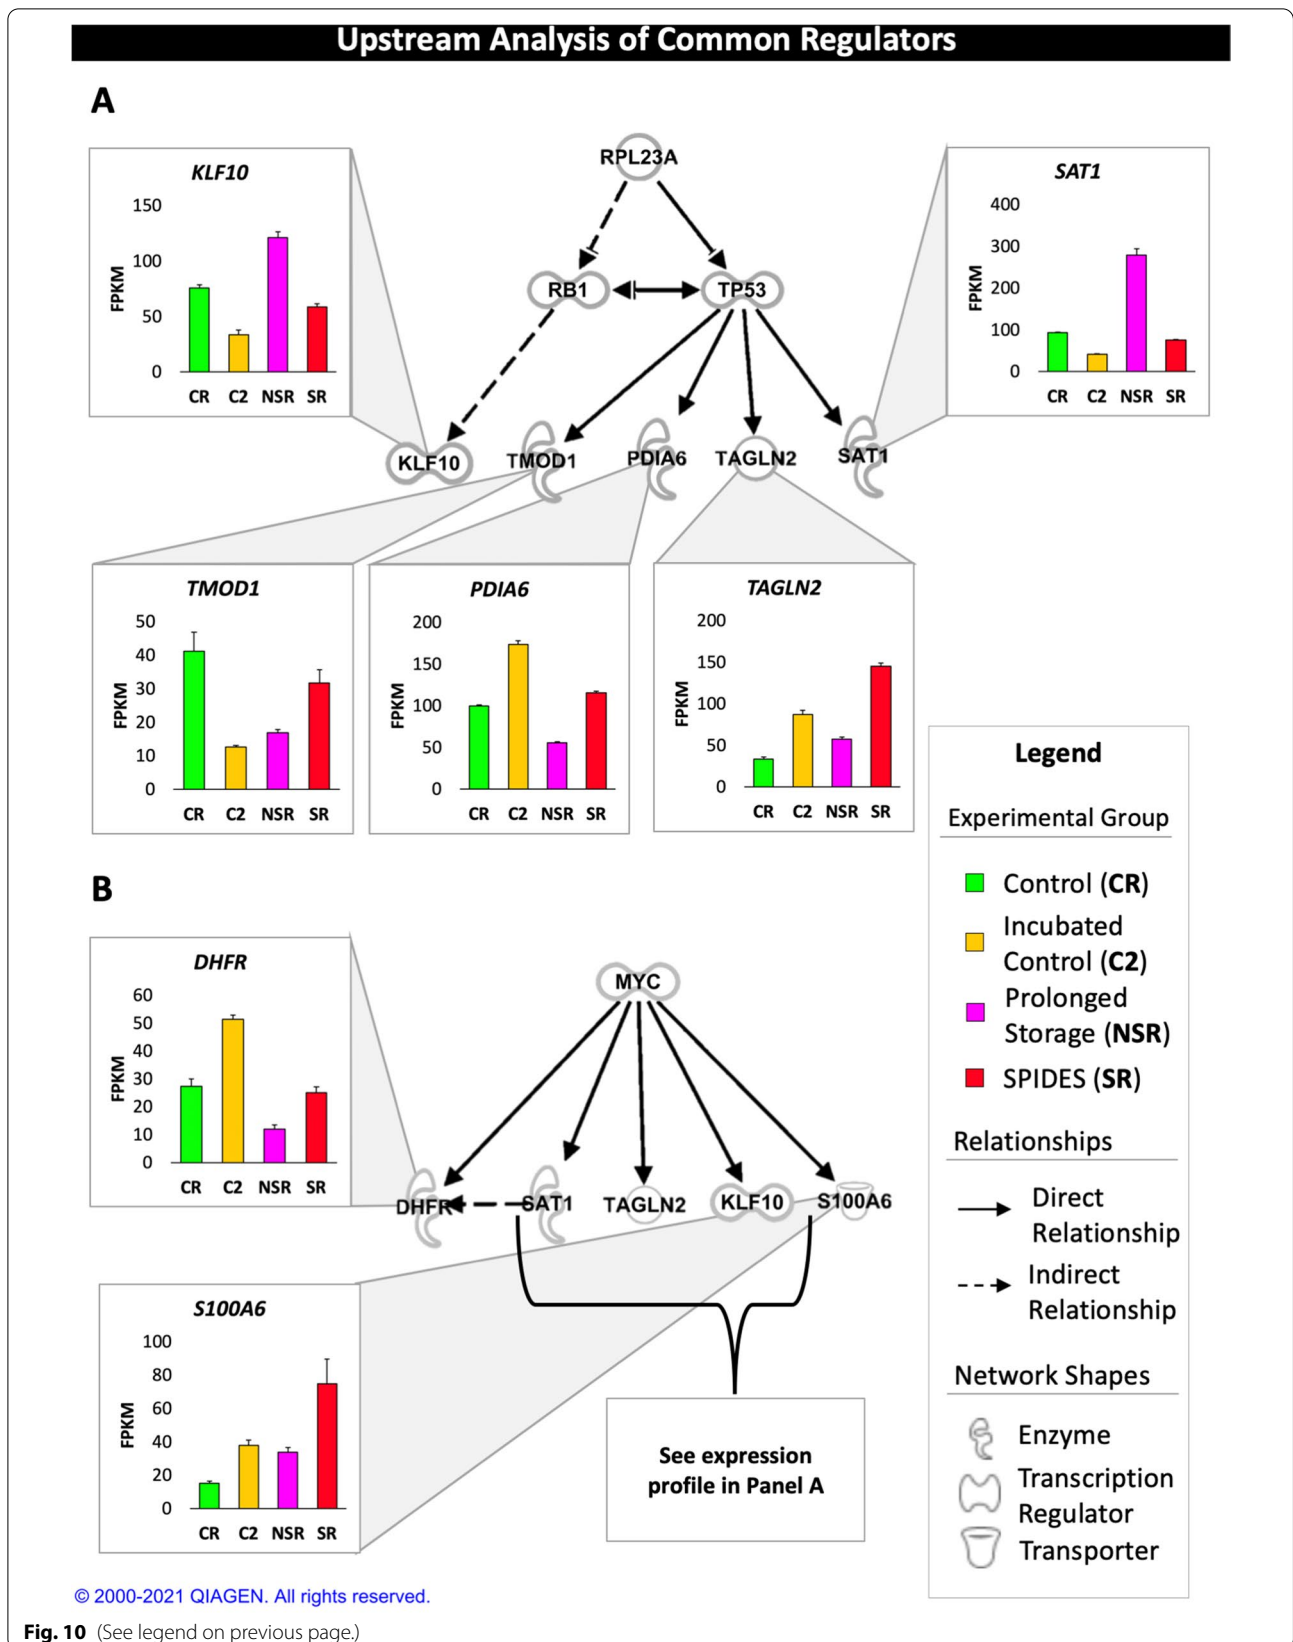 Upstream Analysis of Common Regulators
A
KLF10
150
100
50
0
FPKM
CR C2 NSR SR
RPL23A
RB1
TP53
SAT1
400
300
200
100
0
FPKM
CR C2 NSR SR
KLF10
TMOD1
PDIA6
TAGLN2
SAT1
TMOD1
50
40
30
20
10
0
FPKM
CR C2 NSR SR
PDIA6
200
150
100
50
0
FPKM
CR C2 NSR SR
TAGLN2
200
150
100
50
0
FPKM
CR C2 NSR SR
B
DHFR
60
50
40
30
20
10
0
FPKM
CR C2 NSR SR
MYC
DHFR
SAT1
TAGLN2
KLF10
S100A6
S100A6
100
80
60
40
20
0
FPKM
CR C2 NSR SR
See expression
profile in Panel A
Legend
Experimental Group
Control (CR)
Incubated
Control (C2)
Prolonged
Storage (NSR)
SPIDES (SR)
Relationships
Direct
Relationship
Indirect
Relationship
Network Shapes
Enzyme
Transcription
Regulator
Transporter
© 2000-2021 QIAGEN. All rights reserved.
Fig. 10 (See legend on previous page.)